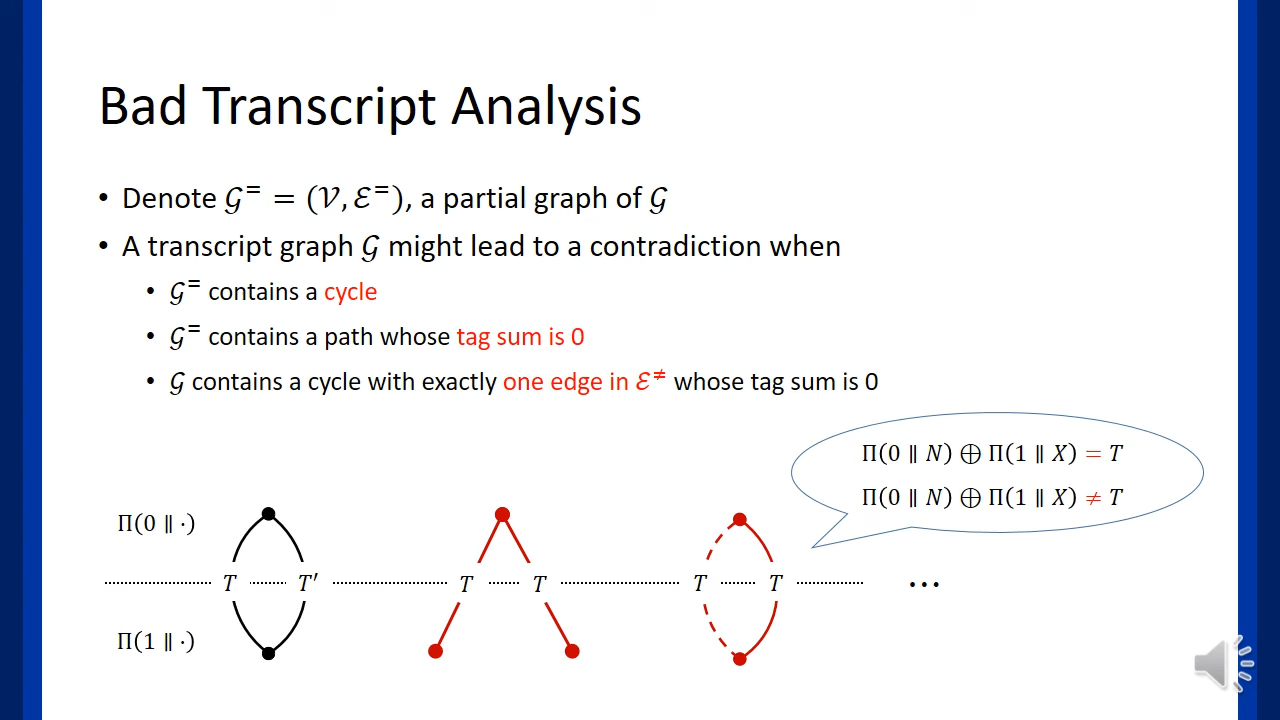 Bad Transcript Analysis
• Denote 𝒢⁼ = (𝒱, ℰ⁼), a partial graph of 𝒢
• A transcript graph 𝒢 might lead to a contradiction when
• 𝒢⁼ contains a cycle
• 𝒢⁼ contains a path whose tag sum is 0
• 𝒢 contains a cycle with exactly one edge in ℰ^≠ whose tag sum is 0
Π(0 ∥ N) ⊕ Π(1 ∥ X) = T
Π(0 ∥ N) ⊕ Π(1 ∥ X) ≠ T
Π(0 ∥ ·)
T T′ T T T T ⋯
Π(1 ∥ ·)